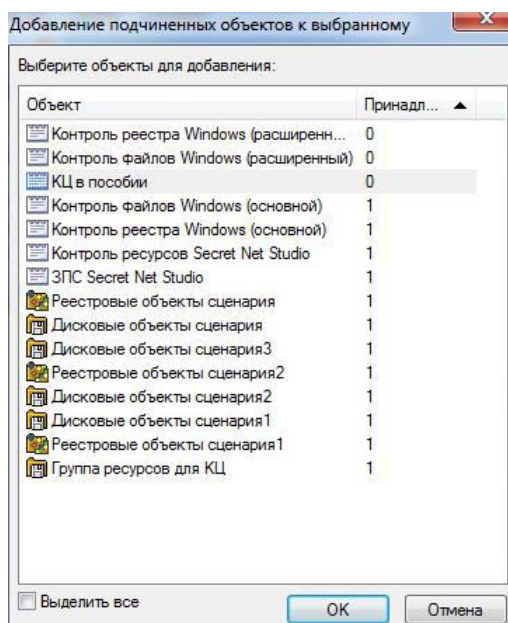 Добавление подчиненных объектов к выбранному
Выберите объекты для добавления:
Объект Принадл...
Контроль реестра Windows (расширенн... 0
Контроль файлов Windows (расширенный) 0
КЦ в пособии 0
Контроль файлов Windows (основной) 1
Контроль реестра Windows (основной) 1
Контроль ресурсов Secret Net Studio 1
ЗПС Secret Net Studio 1
Реестровые объекты сценария 1
Дисковые объекты сценария 1
Дисковые объекты сценария3 1
Реестровые объекты сценария2 1
Дисковые объекты сценария2 1
Дисковые объекты сценария1 1
Реестровые объекты сценария1 1
Группа ресурсов для КЦ 1
Выделить все OK Отмена